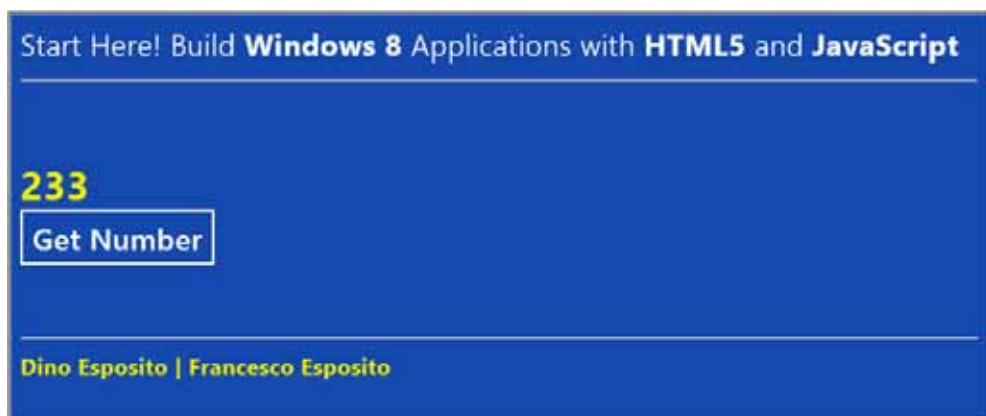 Start Here! Build Windows 8 Applications with HTML5 and JavaScript
233
Get Number
Dino Esposito | Francesco Esposito